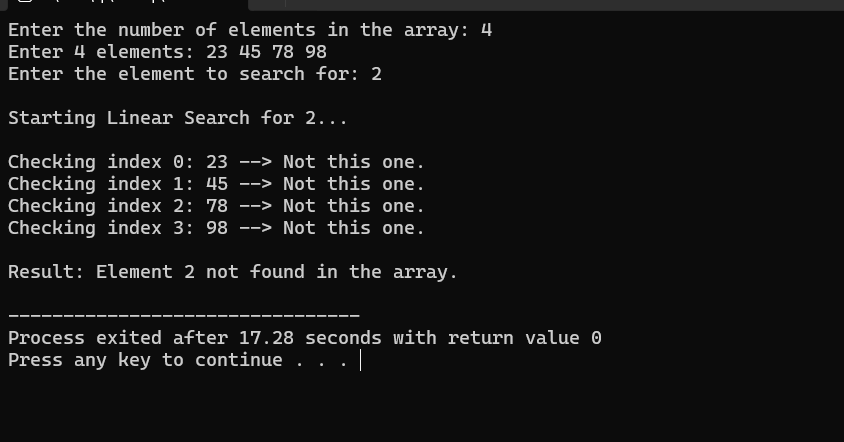 Enter the number of elements in the array: 4
Enter 4 elements: 23 45 78 98
Enter the element to search for: 2
Starting Linear Search for 2...
Checking index 0: 23 --> Not this one.
Checking index 1: 45 --> Not this one.
Checking index 2: 78 --> Not this one.
Checking index 3: 98 --> Not this one.
Result: Element 2 not found in the array.
--------------------------------
Process exited after 17.28 seconds with return value 0
Press any key to continue . . .